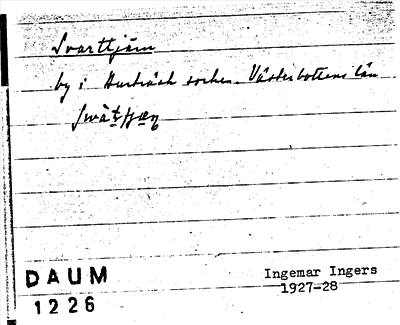 Svarttjärn
by i Burträsk socken. Västerbottens län
DAUM
1226
Ingemar Ingers
1927-28